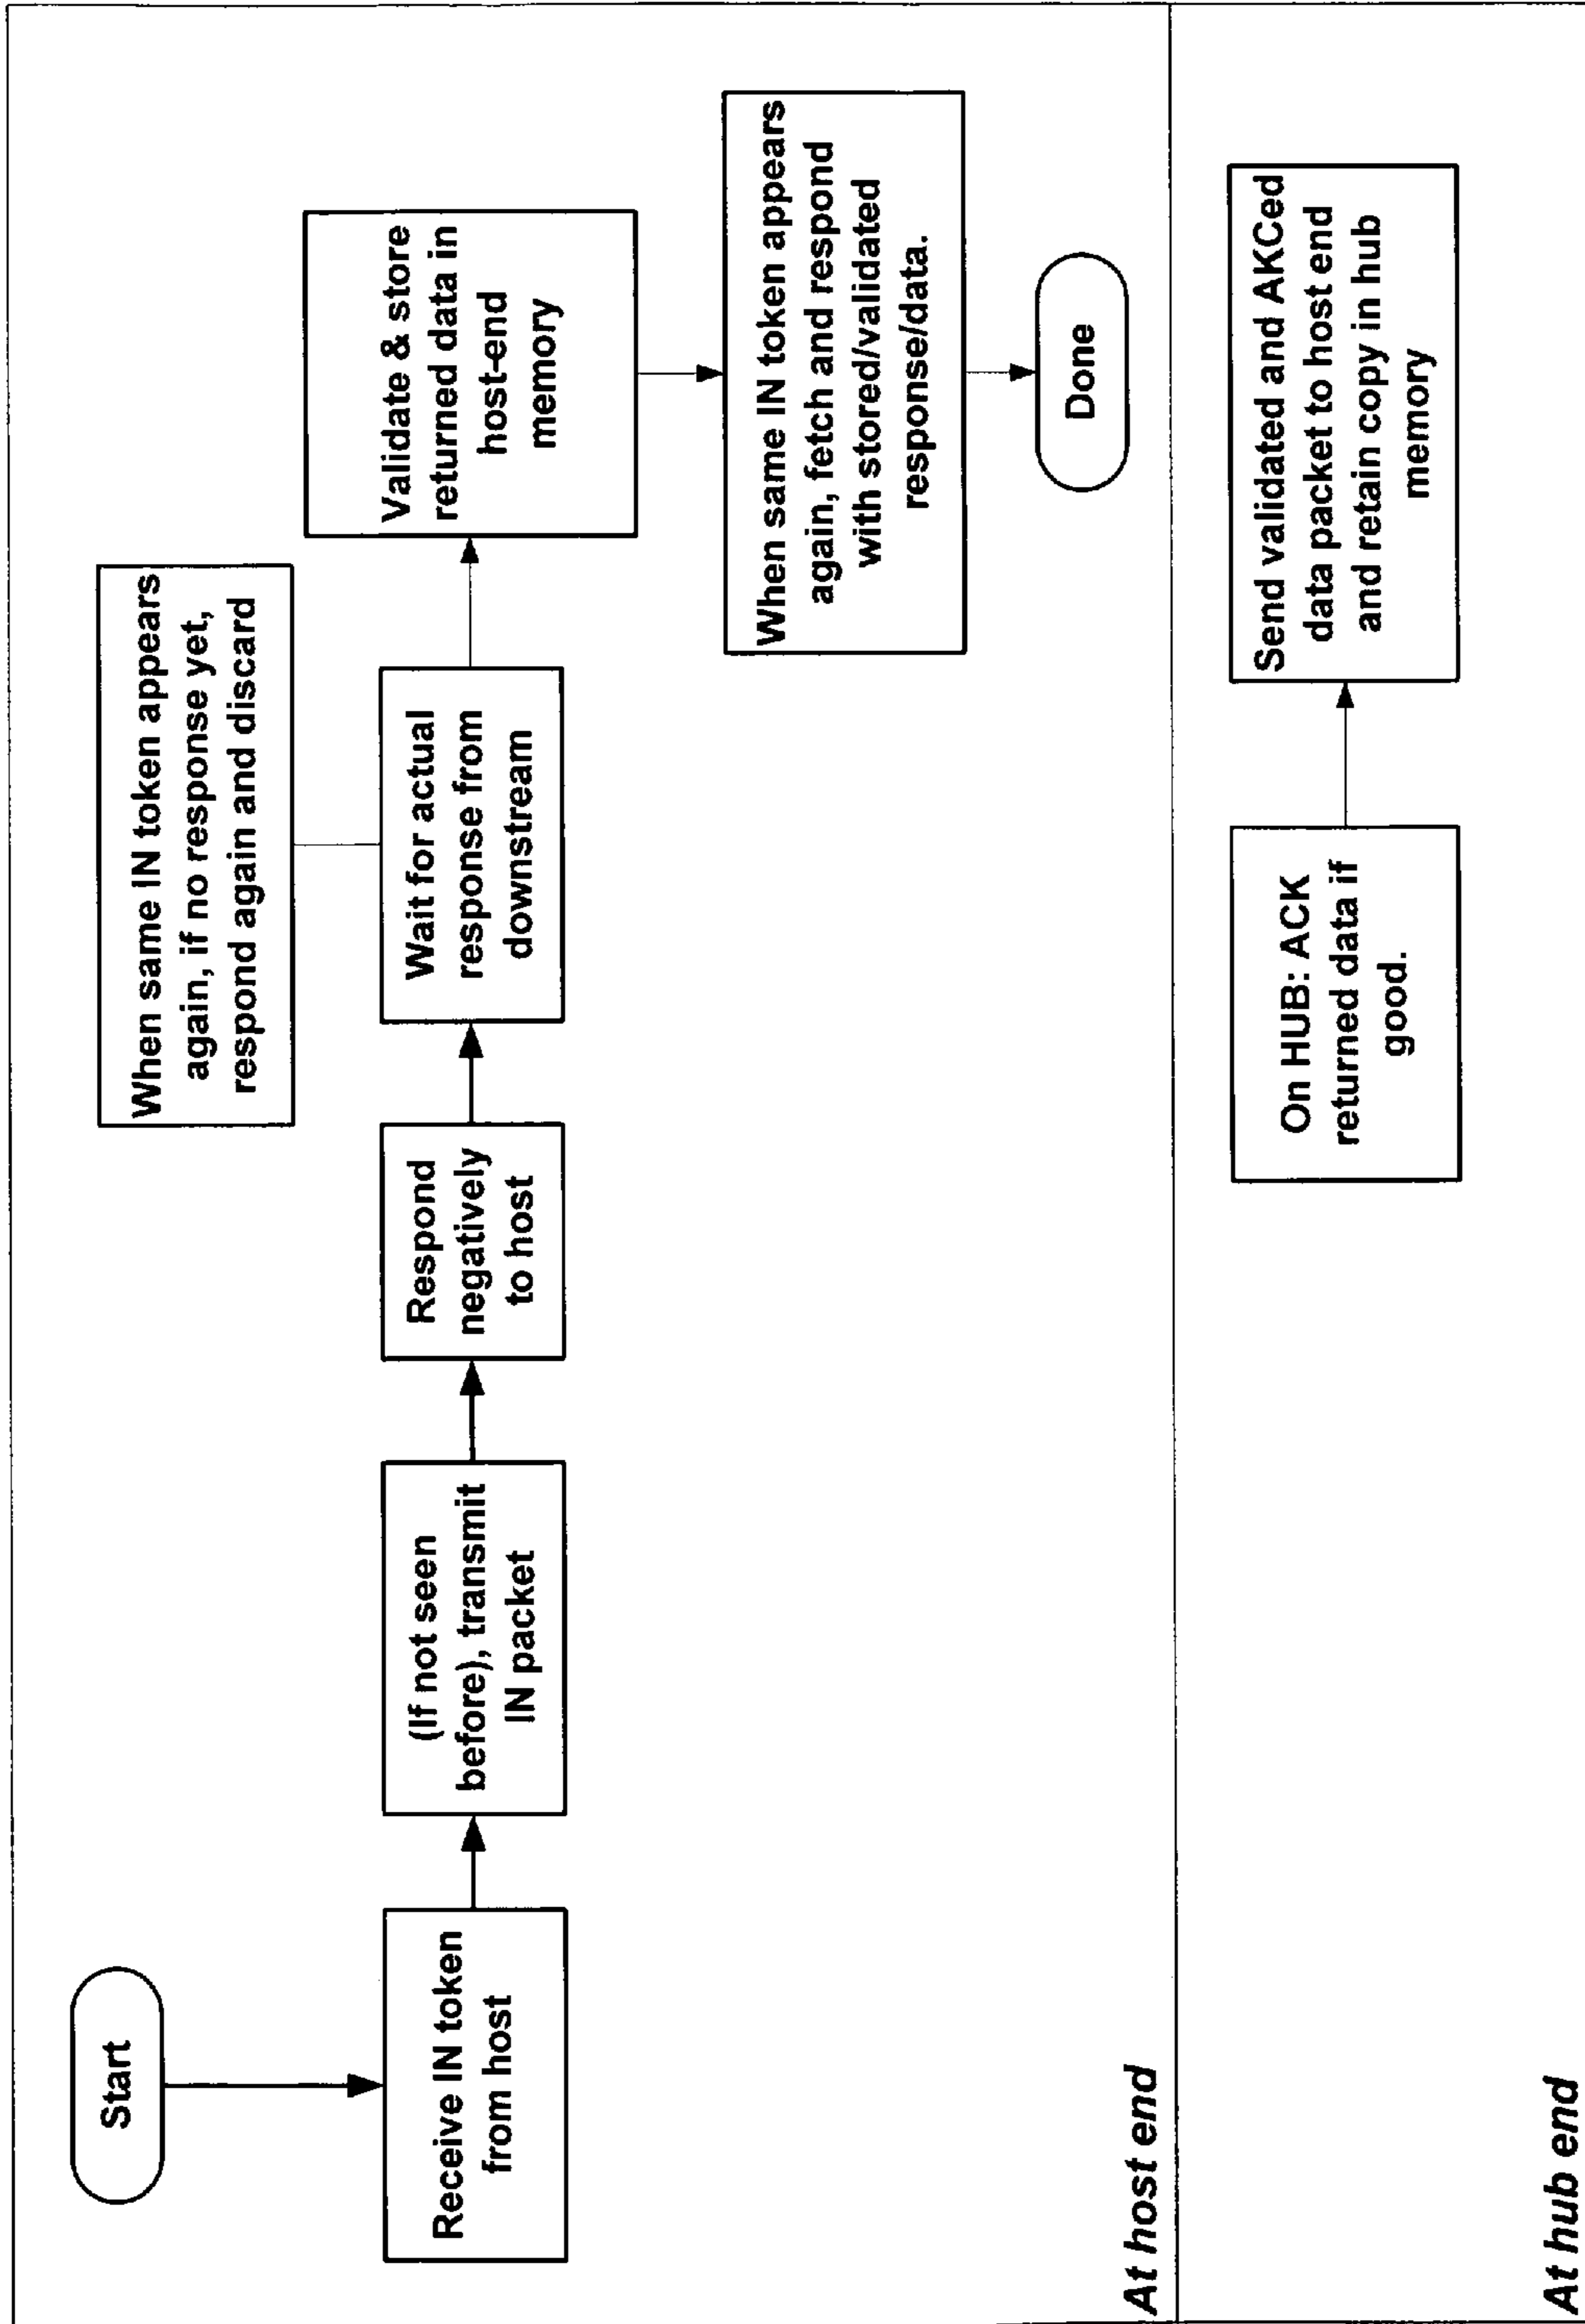 Start
Receive IN token
from host
(If not seen
before), transmit
IN packet
Respond
negatively
to host
Wait for actual
response from
downstream
When same IN token appears
again, if no response yet,
respond again and discard
Validate & store
returned data in
host-end
memory
When same IN token appears
again, fetch and respond
with stored/validated
response/data.
Done
At host end
On HUB: ACK
returned data if
good.
Send validated and AKCed
data packet to host end
and retain copy in hub
memory
At hub end